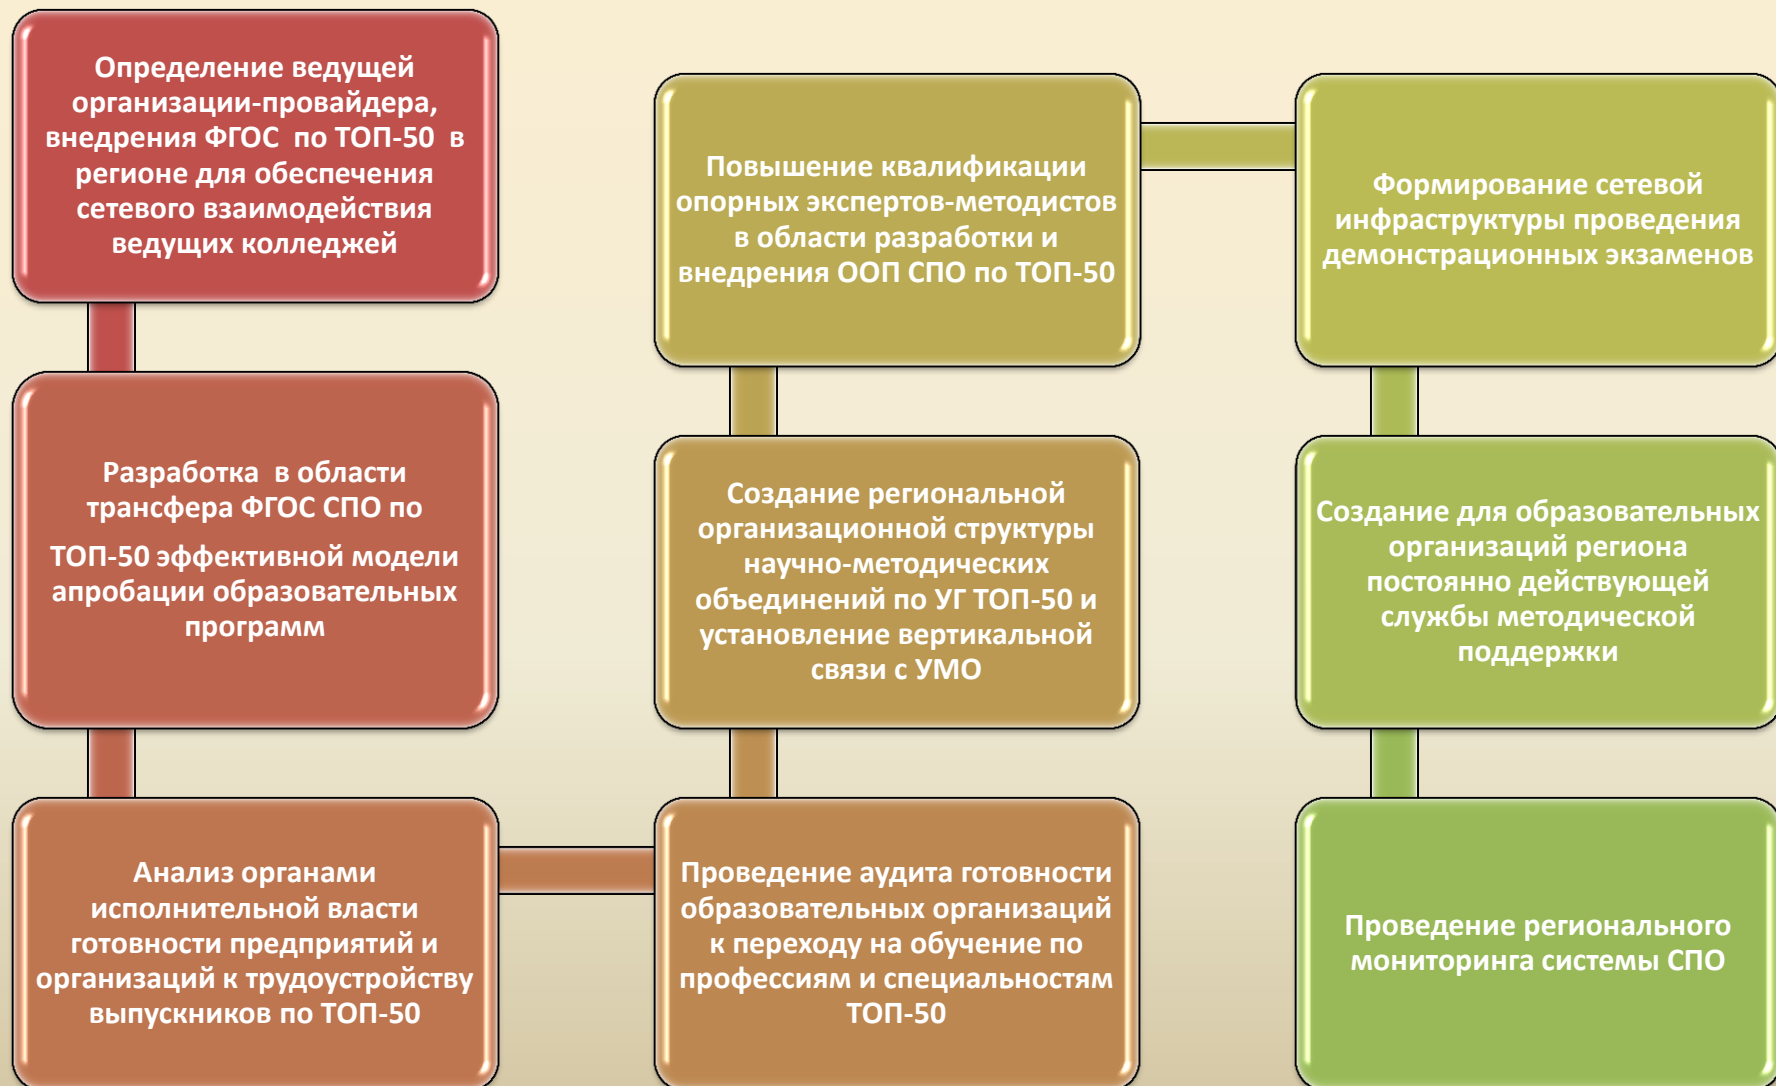 Определение ведущей
организации-провайдера,
внедрения ФГОС по ТОП-50 в
регионе для обеспечения
сетевого взаимодействия
ведущих колледжей
Разработка в области
трансфера ФГОС СПО по
ТОП-50 эффективной модели
апробации образовательных
программ
Анализ органами
исполнительной власти
готовности предприятий и
организаций к трудоустройству
выпускников по ТОП-50
Проведение аудита готовности
образовательных организаций
к переходу на обучение по
профессиям и специальностям
ТОП-50
Создание региональной
организационной структуры
научно-методических
объединений по УГ ТОП-50 и
установление вертикальной
связи с УМО
Повышение квалификации
опорных экспертов-методистов
в области разработки и
внедрения ООП СПО по ТОП-50
Формирование сетевой
инфраструктуры проведения
демонстрационных экзаменов
Создание для образовательных
организаций региона
постоянно действующей
службы методической
поддержки
Проведение регионального
мониторинга системы СПО